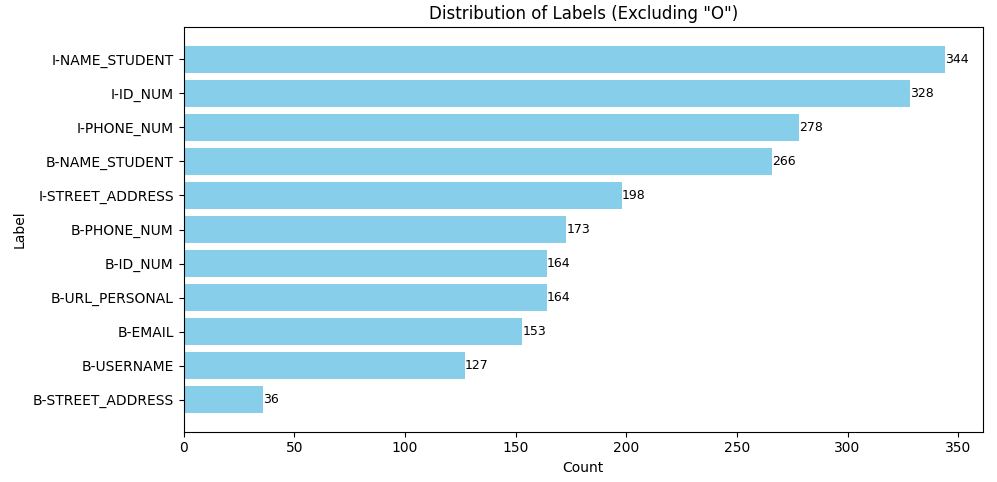 Distribution of Labels (Excluding "O")
I-NAME_STUDENT 344
I-ID_NUM 328
I-PHONE_NUM 278
B-NAME_STUDENT 266
I-STREET_ADDRESS 198
B-PHONE_NUM 173
B-ID_NUM 164
B-URL_PERSONAL 164
B-EMAIL 153
B-USERNAME 127
B-STREET_ADDRESS 36
Label
0 50 100 150 200 250 300 350
Count